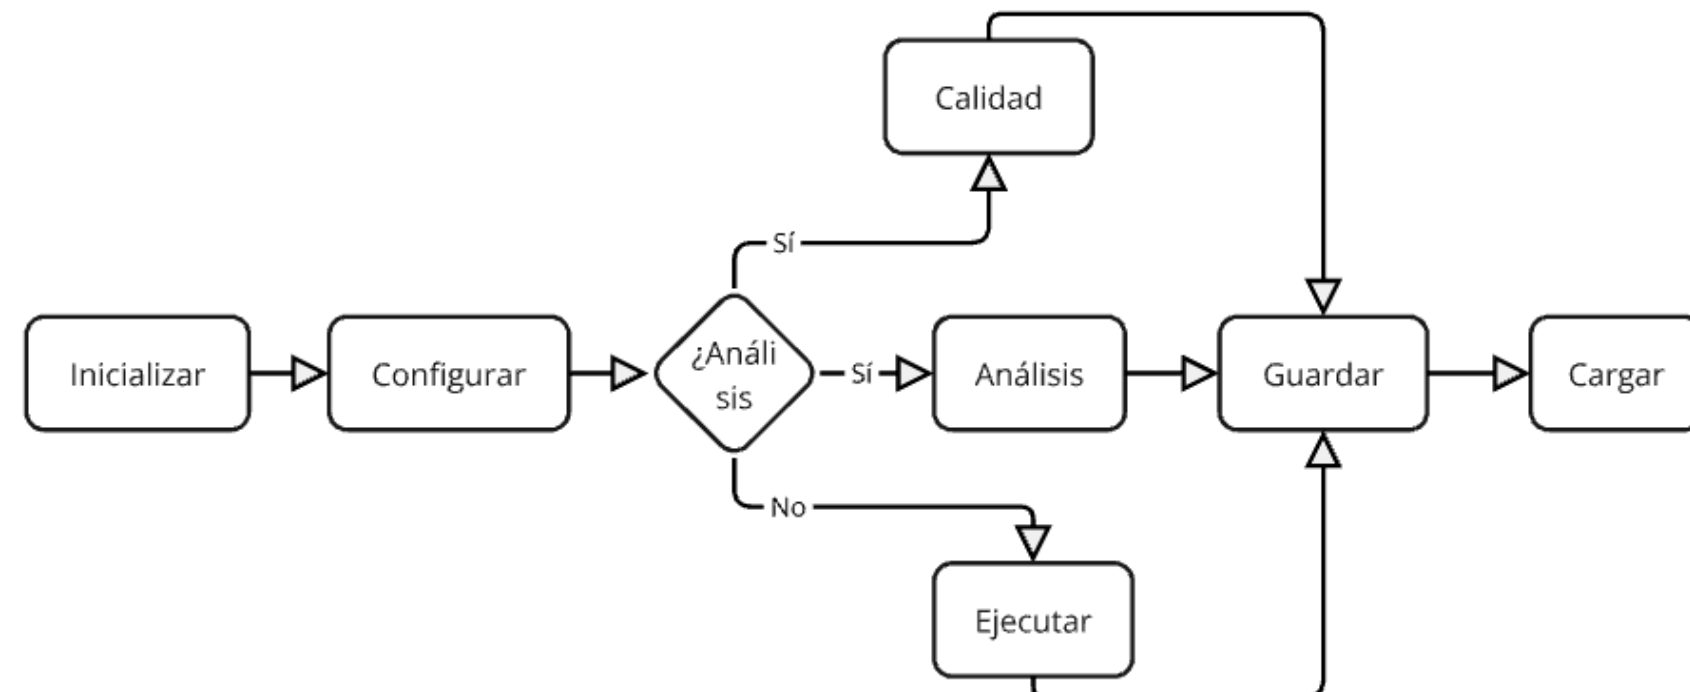 Calidad
Sí
Inicializar
Configurar
¿Análi
sis
Sí
Análisis
Guardar
Cargar
No
Ejecutar